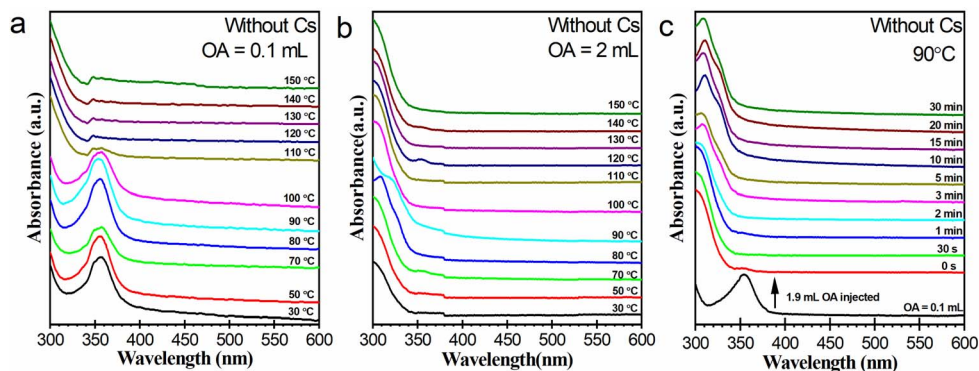 a
Without Cs
OA = 0.1 mL
Absorbance (a.u.)
150 °C
140 °C
130 °C
120 °C
110 °C
100 °C
90 °C
80 °C
70 °C
50 °C
30 °C
300 350 400 450 500 550 600
Wavelength (nm)
b
Without Cs
OA = 2 mL
Absorbance (a.u.)
150 °C
140 °C
130 °C
120 °C
110 °C
100 °C
90 °C
80 °C
70 °C
50 °C
30 °C
300 350 400 450 500 550 600
Wavelength(nm)
c
Without Cs
90°C
Absorbance (a.u.)
30 min
20 min
15 min
10 min
5 min
3 min
2 min
1 min
30 s
0 s
1.9 mL OA injected
OA = 0.1 mL
300 350 400 450 500 550 600
Wavelength (nm)